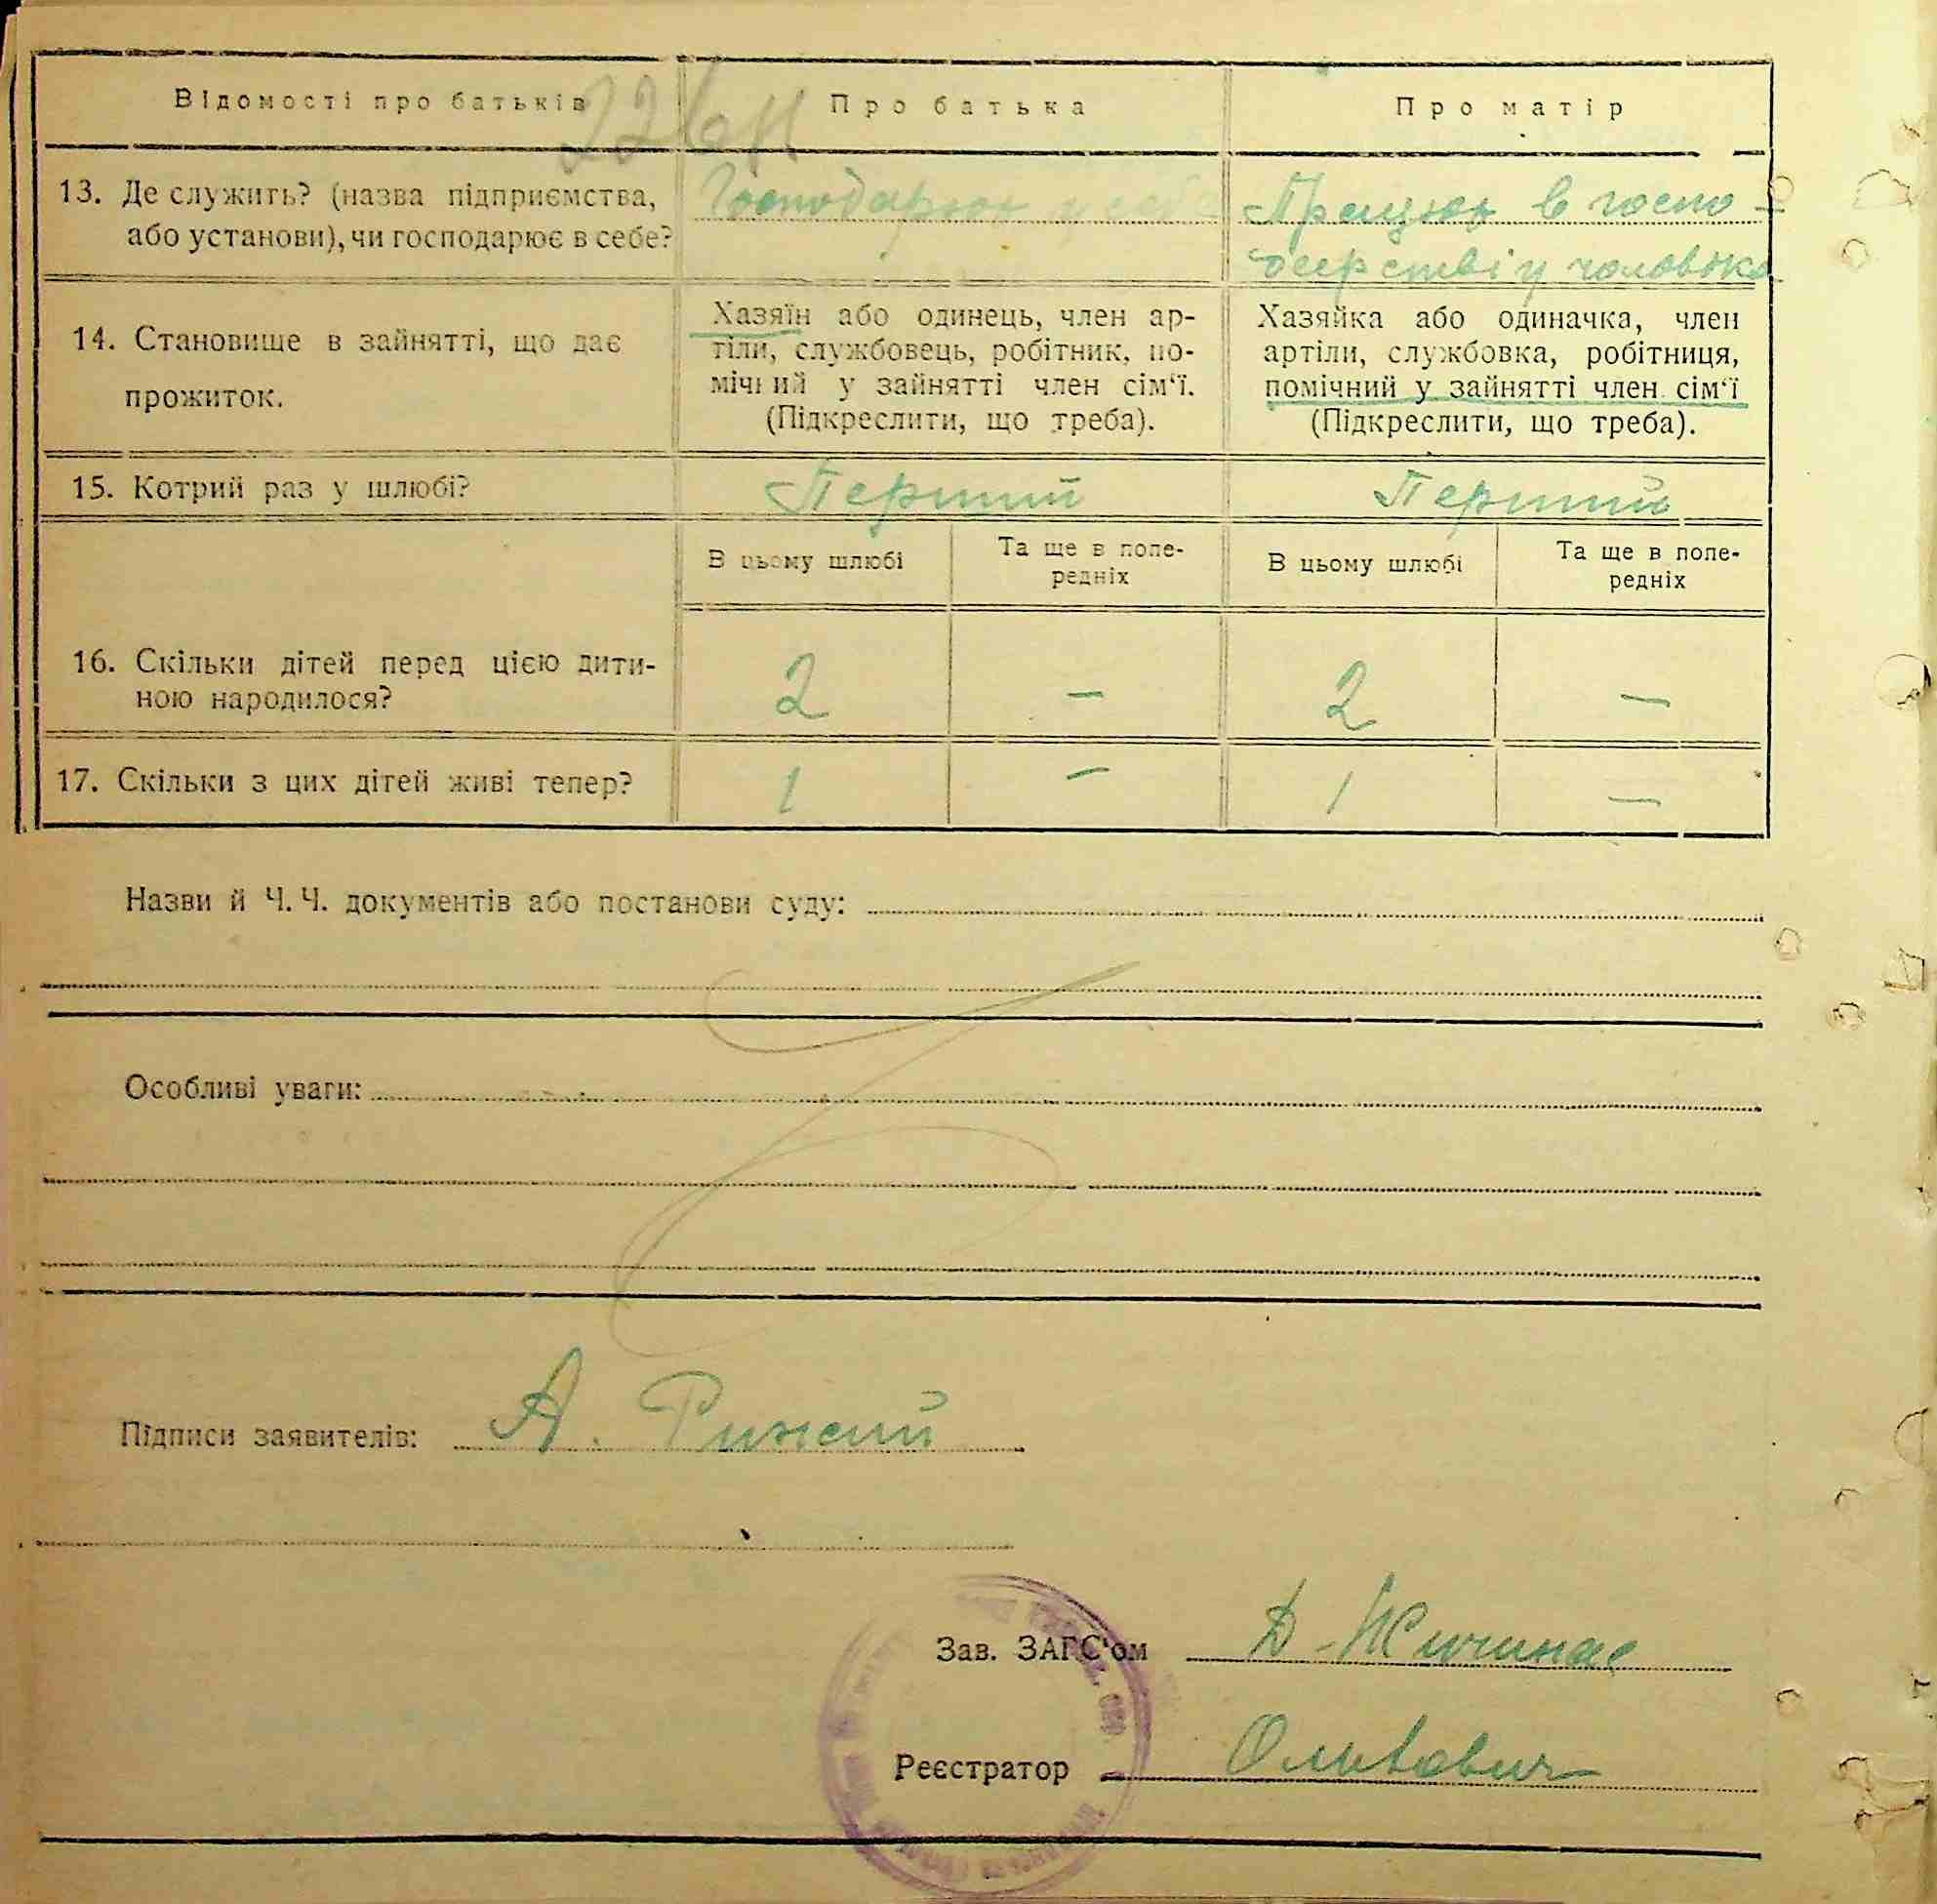 Відомості про батьків
Про батька
Про матір
226 н
13. Де служить? (назва підприємства,
або установи), чи господарює в себе?
Господарює
Працює в госпо-
дарстві у чоловіка
14. Становище в зайнятті, що дає
прожиток.
Хазяїн або одинець, член ар-
тіли, службовець, робітник, по-
мічний у зайнятті член сім‘ї.
(Підкреслити, що треба).
Хазяйка або одиначка, член
артіли, службовка, робітниця,
помічний у зайнятті член сім‘ї
(Підкреслити, що треба).
15. Котрий раз у шлюбі?
Перший
Перший
В цьому шлюбі
Та ще в попе-
редніх
В цьому шлюбі
Та ще в попе-
редніх
16. Скільки дітей перед цією дити-
ною народилося?
2
—
2
—
17. Скільки з цих дітей живі тепер?
1
—
1
—
Назви й Ч. Ч. документів або постанови суду:
Особливі уваги:
Підписи заявителів:
А. Рижий
Зав. ЗАГС‘ом
Реєстратор